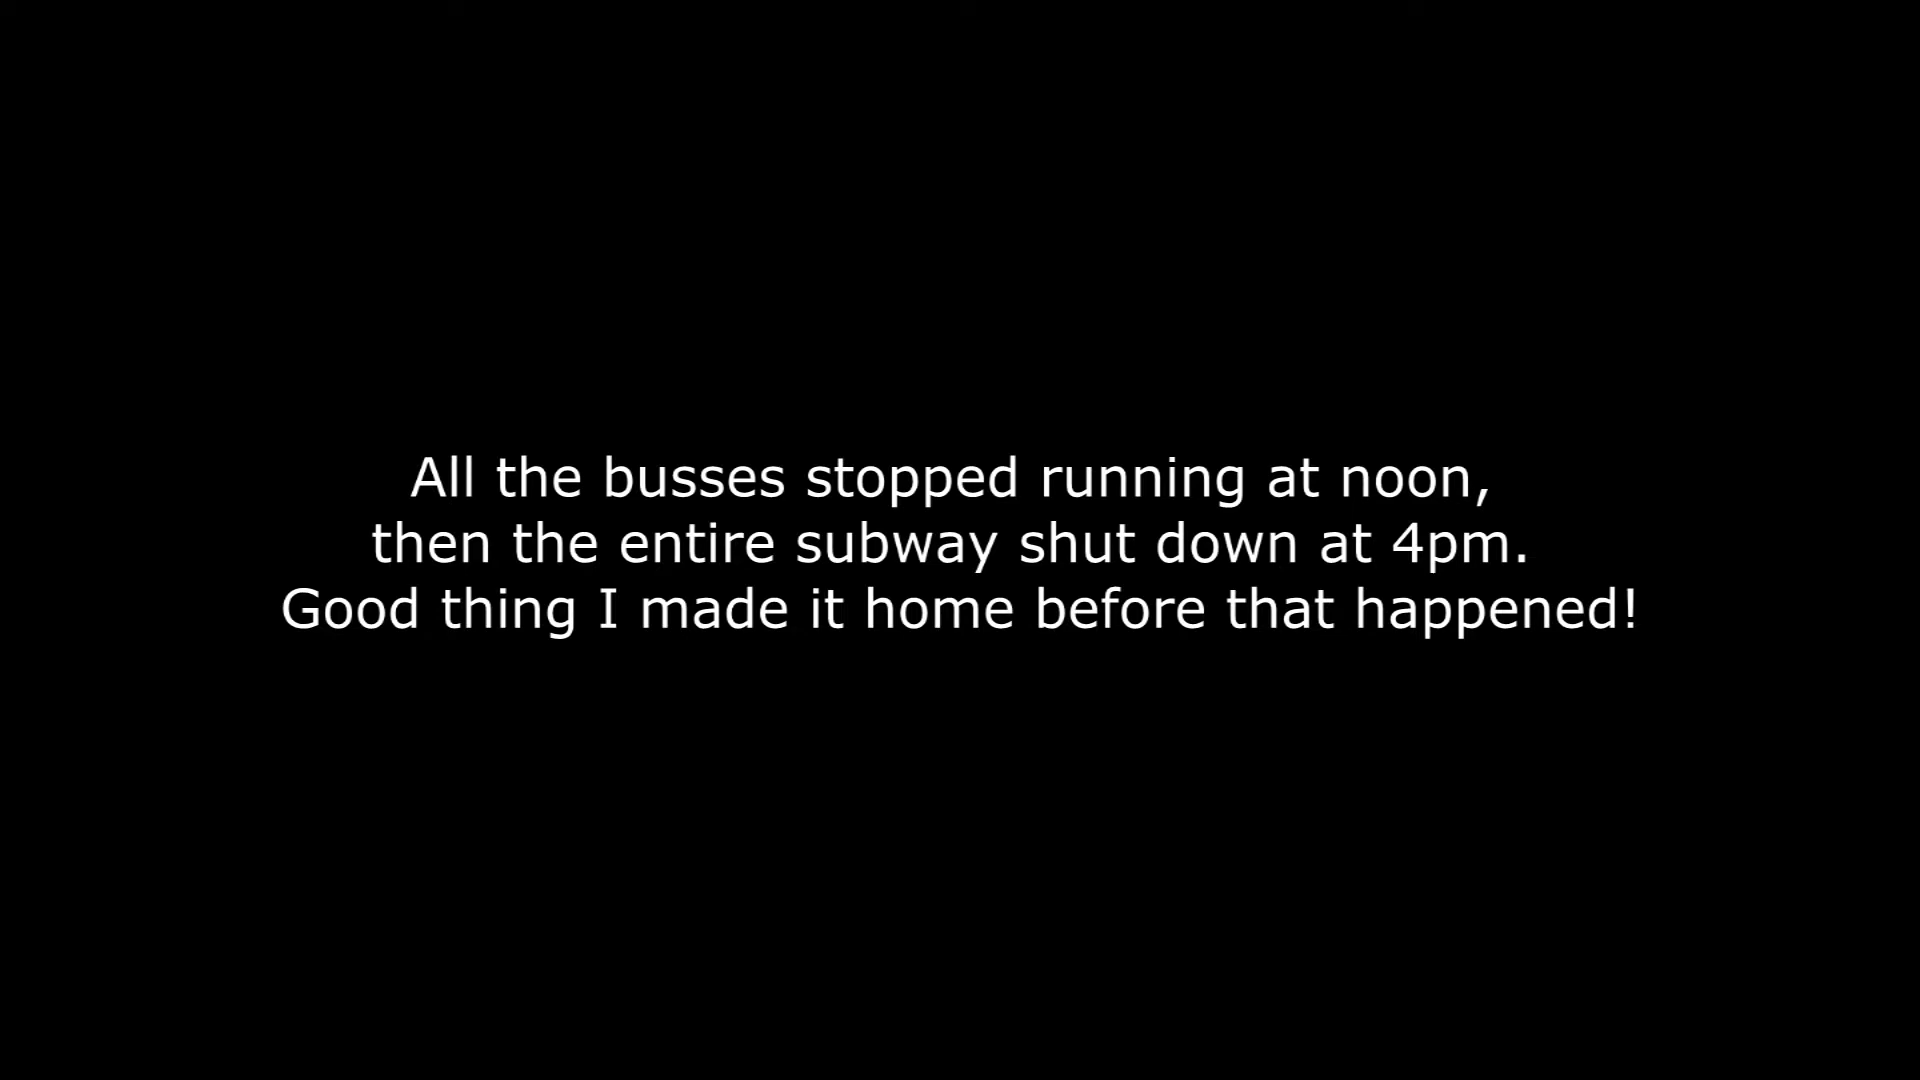 All the busses stopped running at noon,
then the entire subway shut down at 4pm.
Good thing I made it home before that happened!